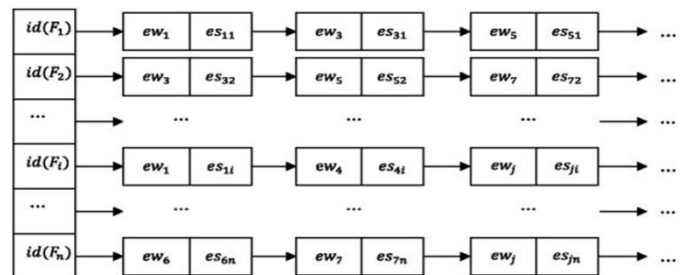 id(F₁) ew₁ es₁₁ ew₃ es₃₁ ew₅ es₅₁ ...
id(F₂) ew₃ es₃₂ ew₅ es₅₂ ew₇ es₇₂ ...
... ... ... ...
id(Fᵢ) ew₁ es₁ᵢ ew₄ es₄ᵢ ewⱼ esⱼᵢ ...
... ... ... ... ...
id(Fₙ) ew₆ es₆ₙ ew₇ es₇ₙ ewⱼ esⱼₙ ...